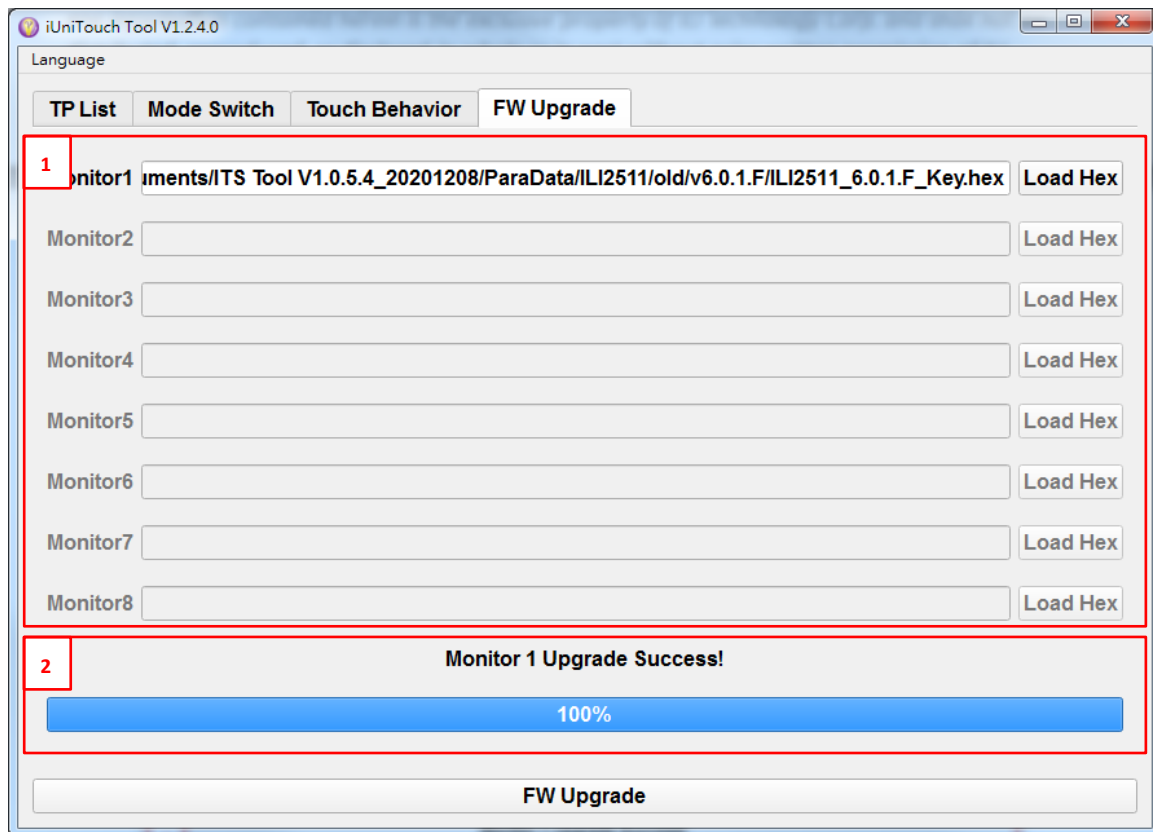 iUniTouch Tool V1.2.4.0
Language
TP List Mode Switch Touch Behavior FW Upgrade
1
onitor1 uments/ITS Tool V1.0.5.4_20201208/ParaData/ILI2511/old/v6.0.1.F/ILI2511_6.0.1.F_Key.hex Load Hex
Monitor2 Load Hex
Monitor3 Load Hex
Monitor4 Load Hex
Monitor5 Load Hex
Monitor6 Load Hex
Monitor7 Load Hex
Monitor8 Load Hex
2
Monitor 1 Upgrade Success!
100%
FW Upgrade